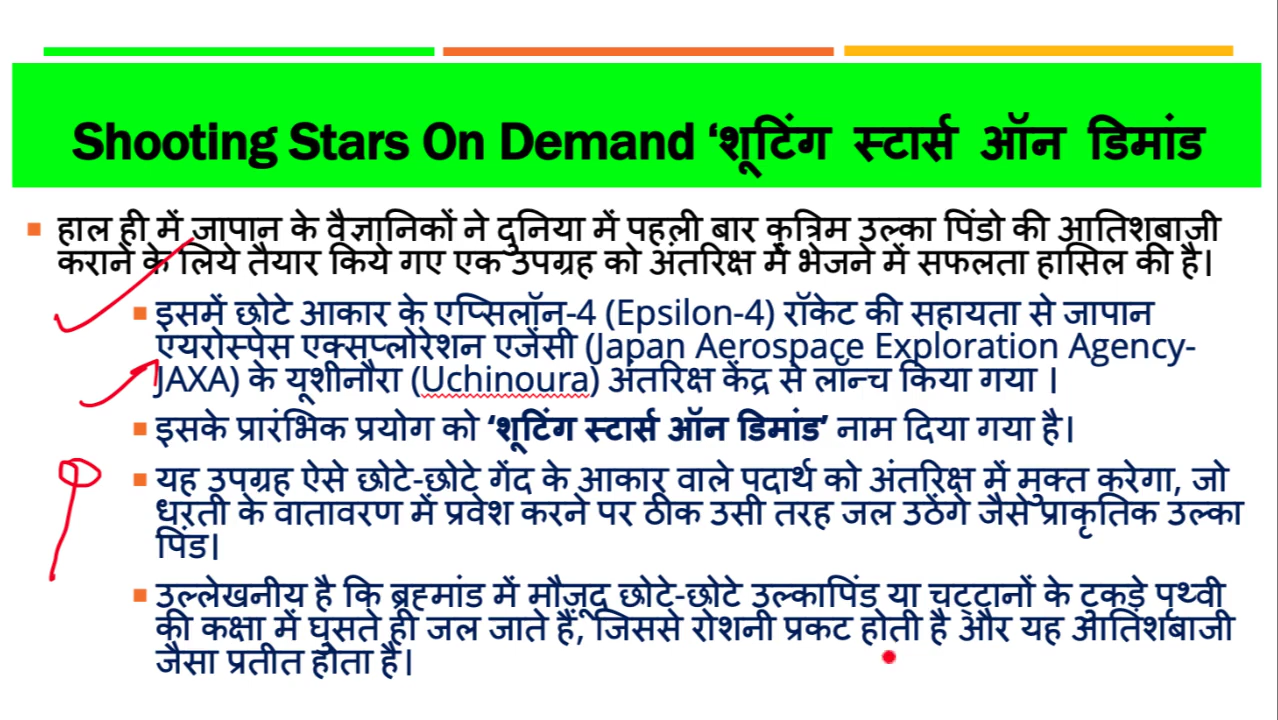 Shooting Stars On Demand ‘शूटिंग स्टार्स ऑन डिमांड
हाल ही में जापान के वैज्ञानिकों ने दुनिया में पहली बार कृत्रिम उल्का पिंडो की आतिशबाजी
कराने के लिये तैयार किये गए एक उपग्रह को अंतरिक्ष में भेजने में सफलता हासिल की है।
इसमें छोटे आकार के एप्सिलॉन-4 (Epsilon-4) रॉकेट की सहायता से जापान
एयरोस्पेस एक्सप्लोरेशन एजेंसी (Japan Aerospace Exploration Agency-
JAXA) के यूशीनौरा (Uchinoura) अंतरिक्ष केंद्र से लॉन्च किया गया ।
इसके प्रारंभिक प्रयोग को ‘शूटिंग स्टार्स ऑन डिमांड’ नाम दिया गया है।
यह उपग्रह ऐसे छोटे-छोटे गेंद के आकार वाले पदार्थ को अंतरिक्ष में मुक्त करेगा, जो
धरती के वातावरण में प्रवेश करने पर ठीक उसी तरह जल उठेंगे जैसे प्राकृतिक उल्का
पिंड।
उल्लेखनीय है कि ब्रह्मांड में मौजूद छोटे-छोटे उल्कापिंड या चट्टानों के टुकड़े पृथ्वी
की कक्षा में घुसते ही जल जाते हैं, जिससे रोशनी प्रकट होती है और यह आतिशबाजी
जैसा प्रतीत होता है।